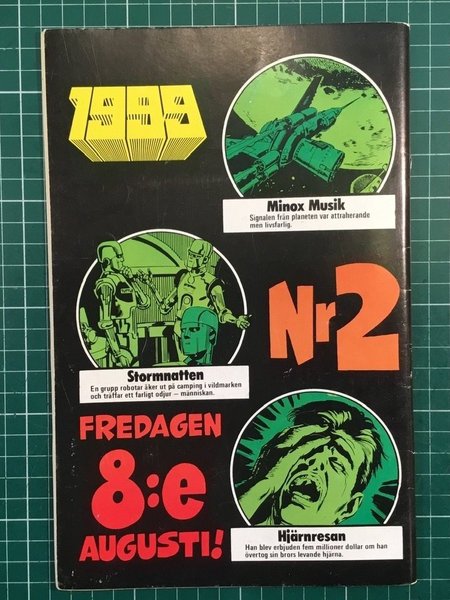 1999
Minox Musik
Signalen från planeten var attraherande
men livsfarlig.
Nr2
Stormnatten
En grupp robotar åker ut på camping i vildmarken
och träffar ett farligt odjur – människan.
FREDAGEN
8:e
AUGUSTI!
Hjärnresan
Han blev erbjuden fem millioner dollar om han
övertog sin brors levande hjärna.